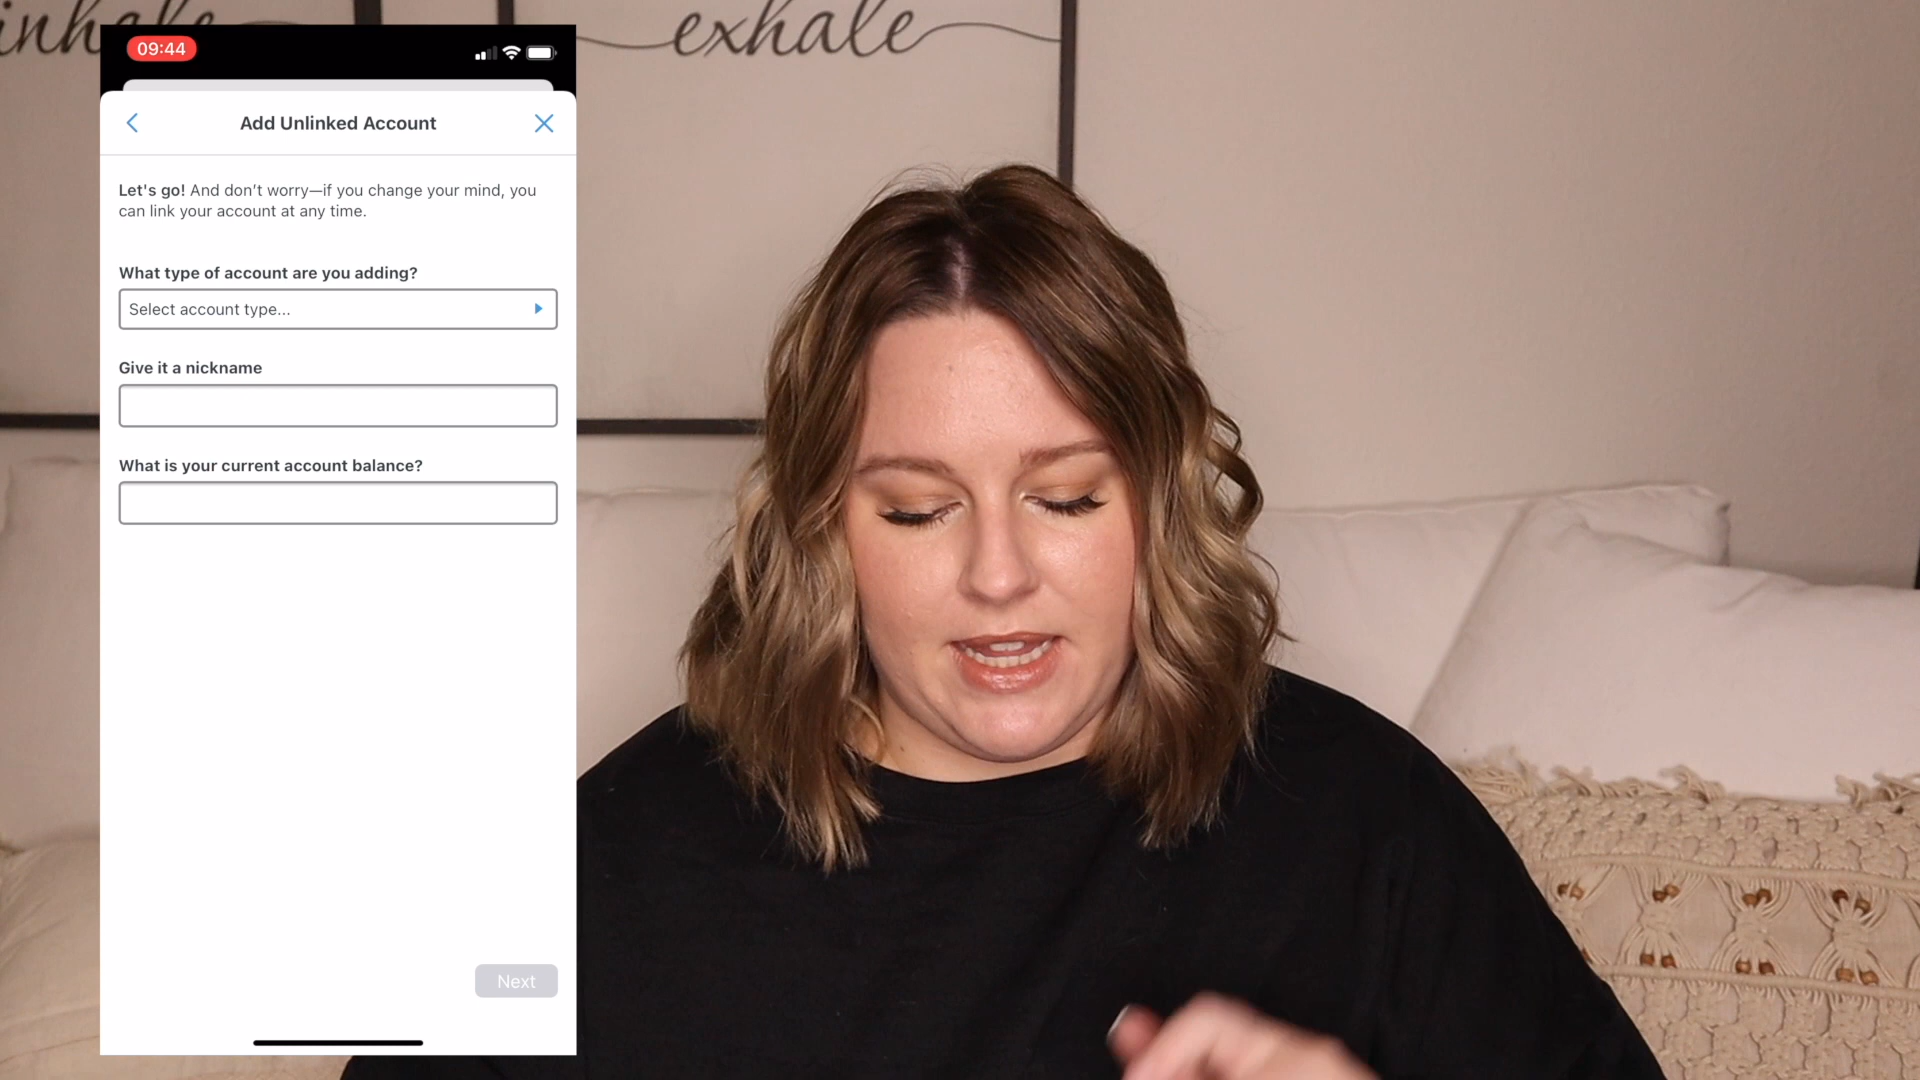 exhale
09:44
Add Unlinked Account
Let's go! And don't worry—if you change your mind, you
can link your account at any time.
What type of account are you adding?
Select account type...
Give it a nickname
What is your current account balance?
Next